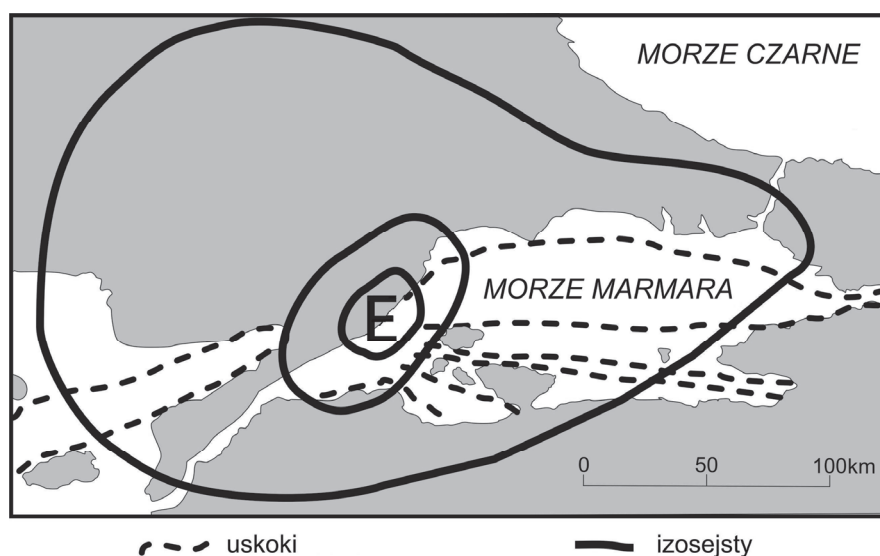 MORZE CZARNE
E
MORZE MARMARA
0 50 100km
uskoki izosejsty